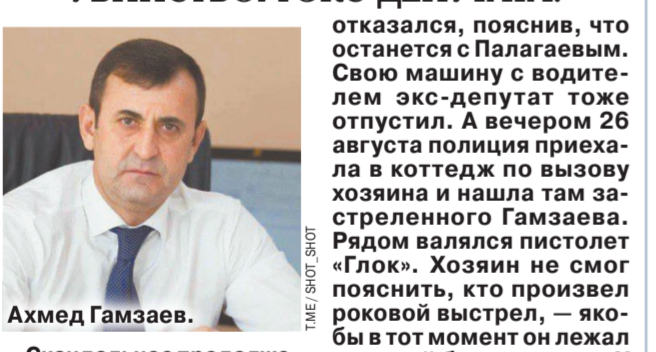 отказался, пояснив, что
останется с Палагаевым.
Свою машину с водите-
лем экс-депутат тоже
отпустил. А вечером 26
августа полиция приеха-
ла в коттедж по вызову
хозяина и нашла там за-
стреленного Гамзаева.
Рядом валялся пистолет
«Глок». Хозяин не смог
пояснить, кто произвел
роковой выстрел, — яко-
бы в тот момент он лежал
T.ME/ SHOT_SHOT
Ахмед Гамзаев.